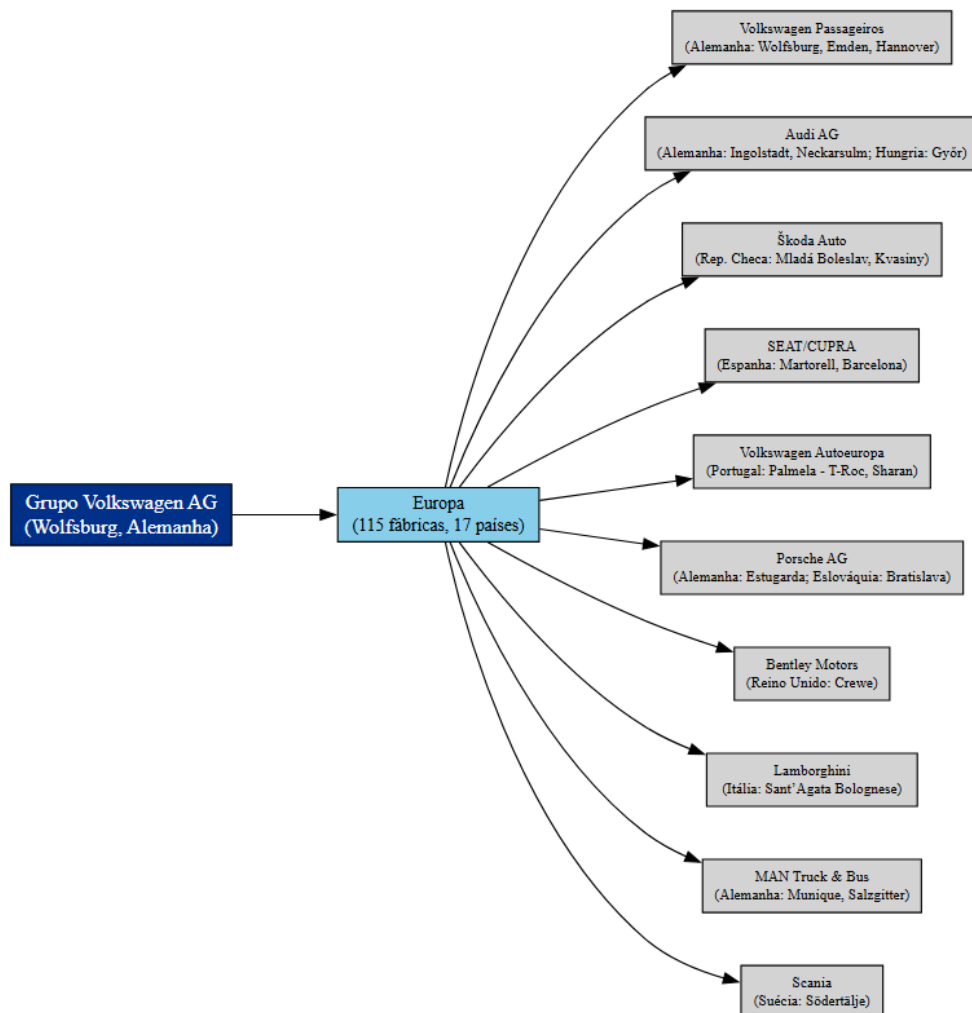 Volkswagen Passageiros
(Alemanha: Wolfsburg, Emden, Hannover)
Audi AG
(Alemanha: Ingolstadt, Neckarsulm; Hungria: Győr)
Škoda Auto
(Rep. Checa: Mladá Boleslav, Kvasiny)
SEAT/CUPRA
(Espanha: Martorell, Barcelona)
Volkswagen Autoeuropa
(Portugal: Palmela - T-Roc, Sharan)
Grupo Volkswagen AG
(Wolfsburg, Alemanha)
Europa
(115 fábricas, 17 países)
Porsche AG
(Alemanha: Estugarda; Eslováquia: Bratislava)
Bentley Motors
(Reino Unido: Crewe)
Lamborghini
(Itália: Sant’Agata Bolognese)
MAN Truck & Bus
(Alemanha: Munique, Salzgitter)
Scania
(Suécia: Södertälje)